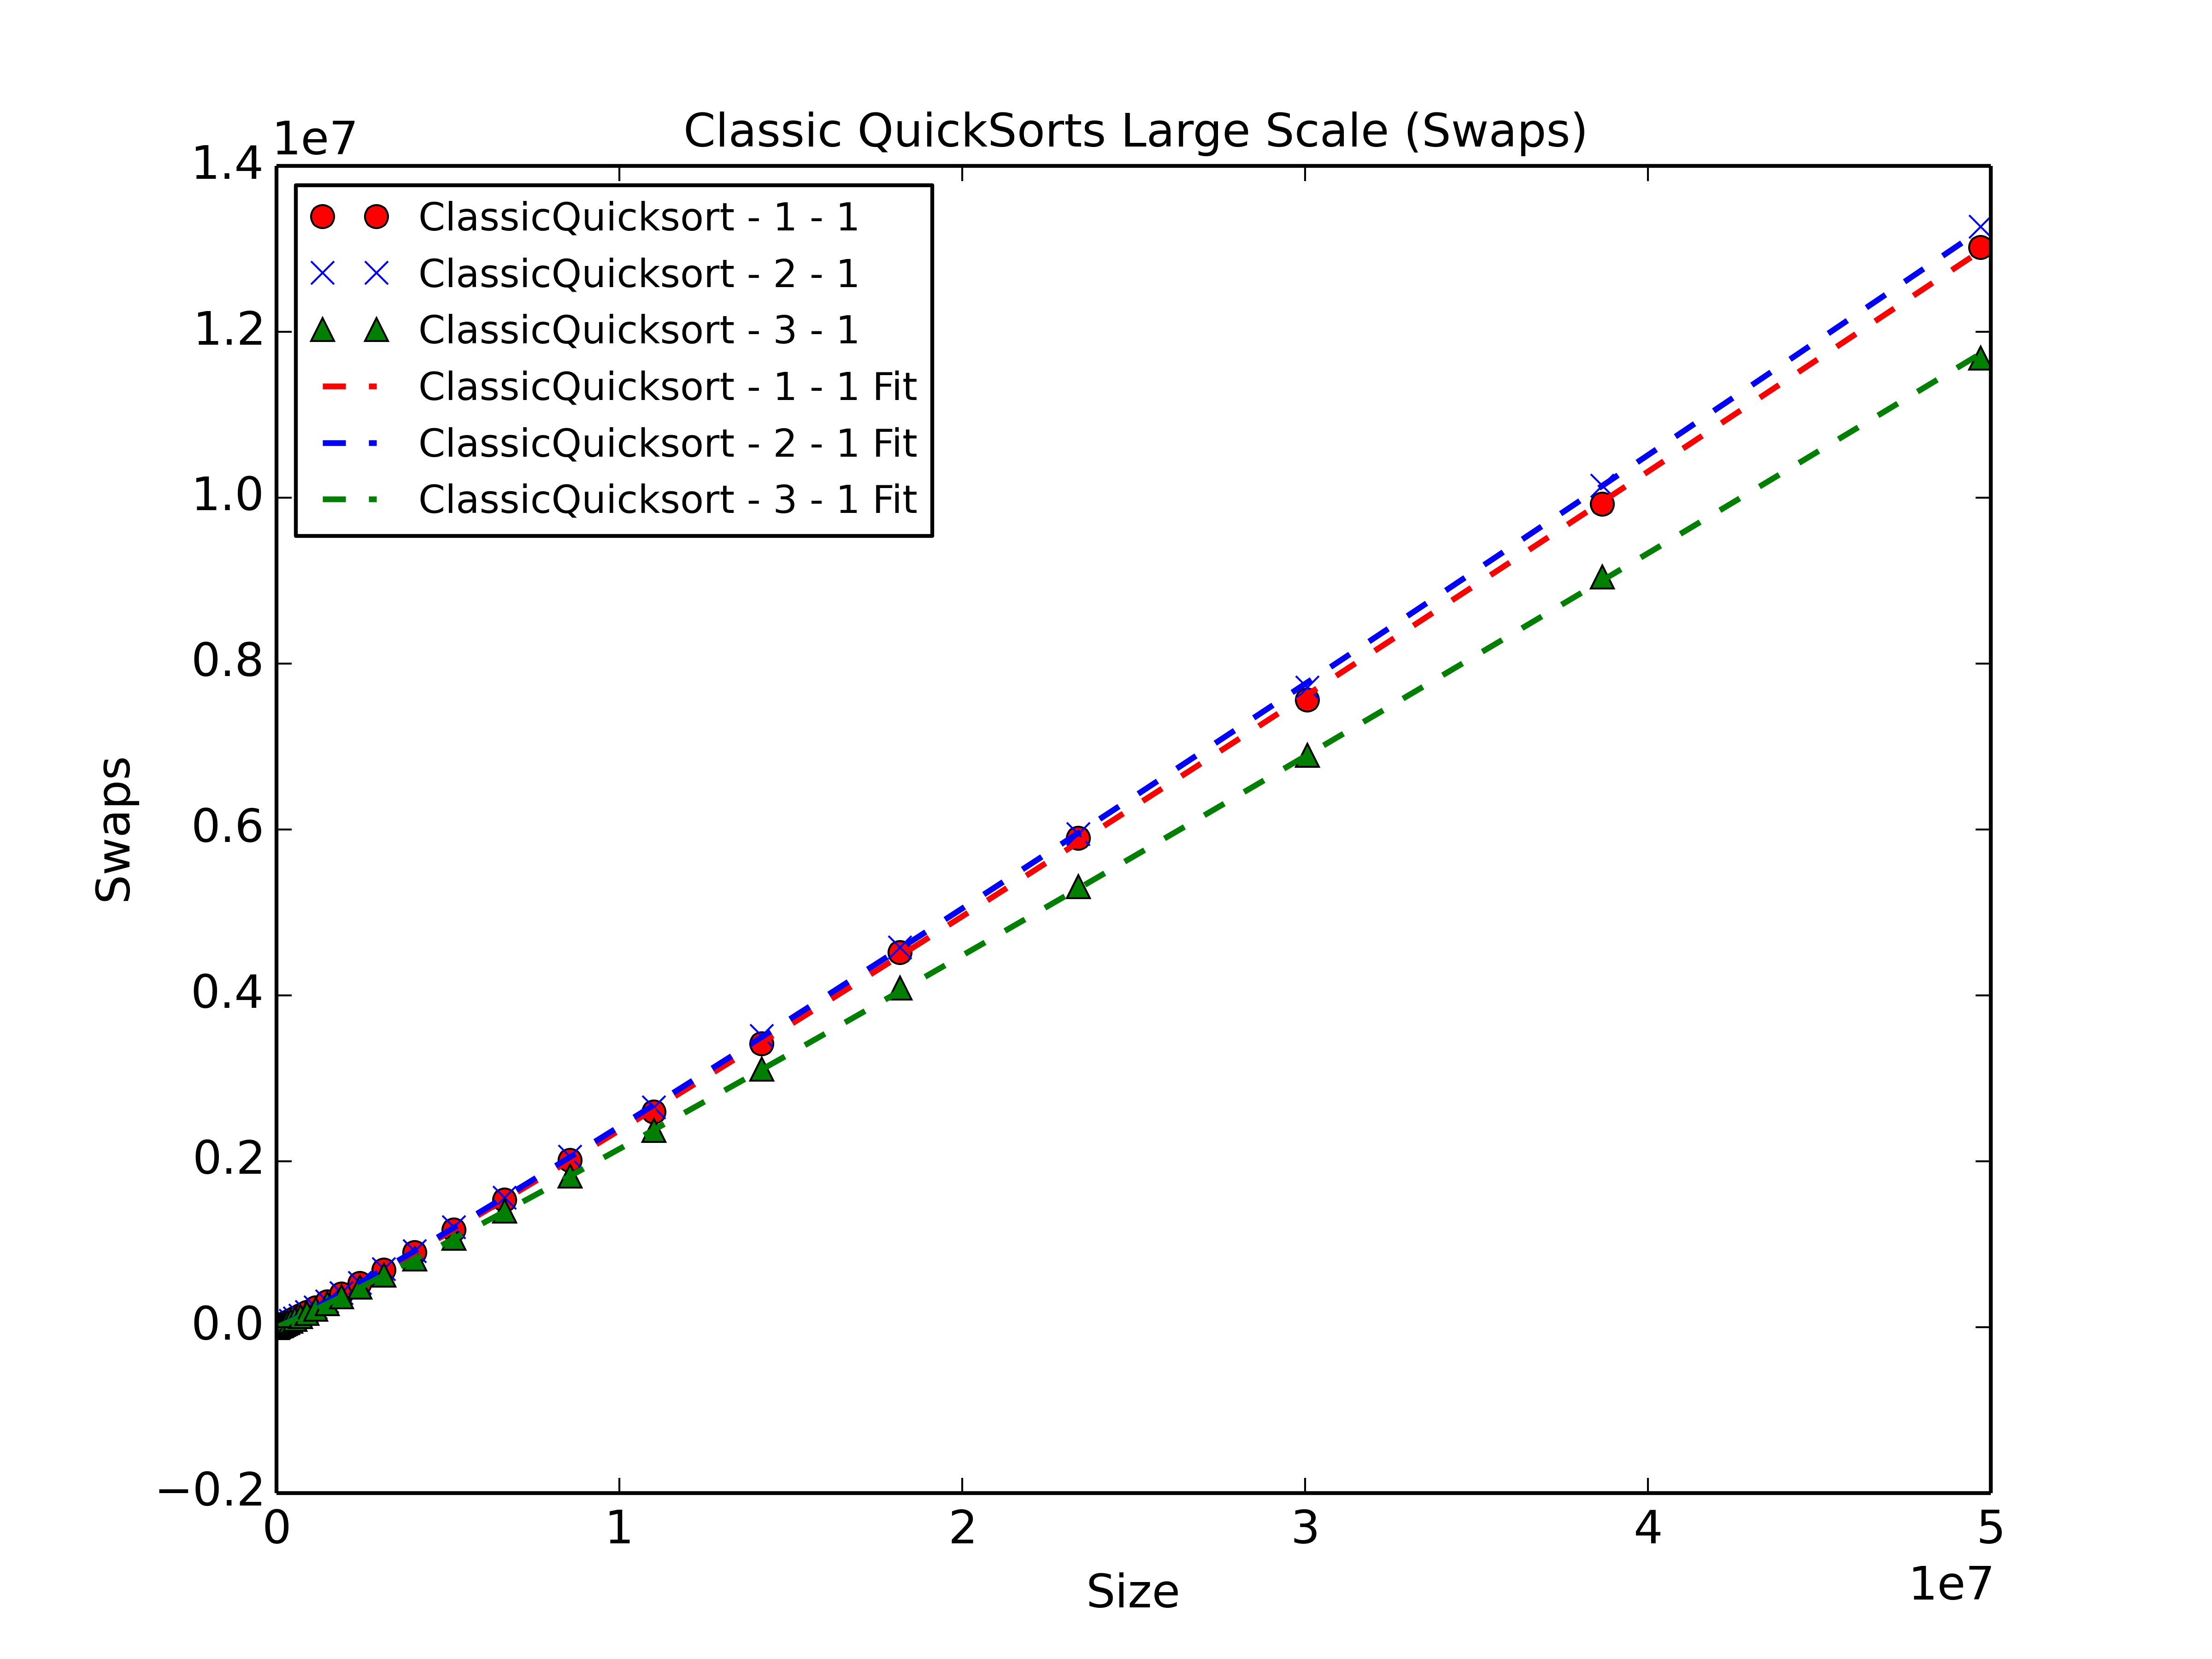 Classic QuickSorts Large Scale (Swaps)
1e7
1.4
1.2
1.0
0.8
0.6
0.4
0.2
0.0
−0.2
Swaps
ClassicQuicksort - 1 - 1
ClassicQuicksort - 2 - 1
ClassicQuicksort - 3 - 1
ClassicQuicksort - 1 - 1 Fit
ClassicQuicksort - 2 - 1 Fit
ClassicQuicksort - 3 - 1 Fit
0 1 2 3 4 5
Size
1e7